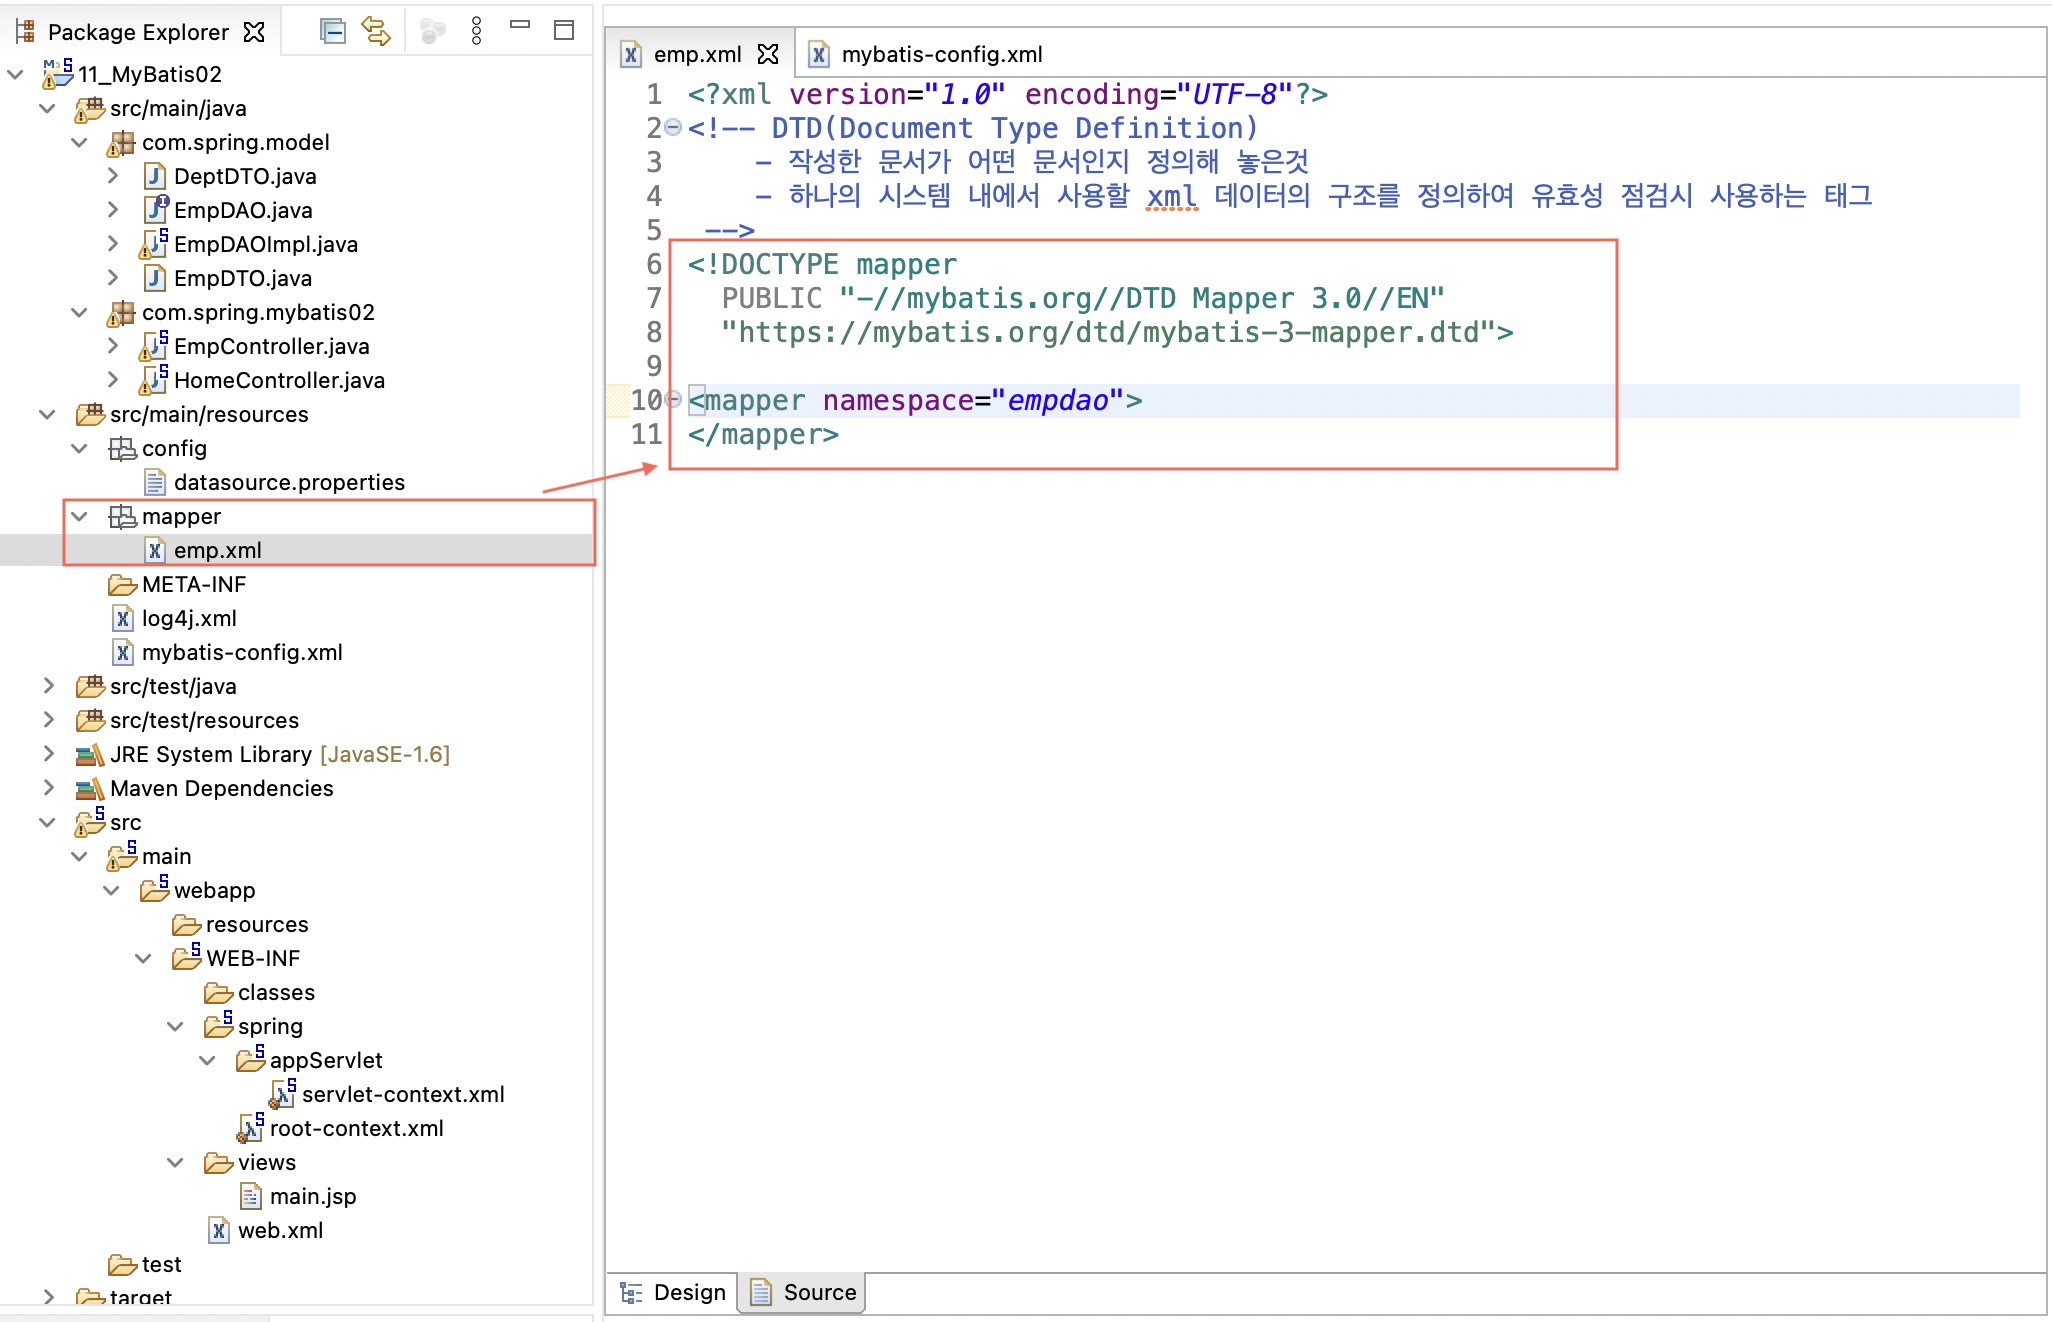 Package Explorer
11_MyBatis02
src/main/java
com.spring.model
DeptDTO.java
EmpDAO.java
EmpDAOImpl.java
EmpDTO.java
com.spring.mybatis02
EmpController.java
HomeController.java
src/main/resources
config
datasource.properties
mapper
emp.xml
META-INF
log4j.xml
mybatis-config.xml
src/test/java
src/test/resources
JRE System Library [JavaSE-1.6]
Maven Dependencies
src
main
webapp
resources
WEB-INF
classes
spring
appServlet
servlet-context.xml
root-context.xml
views
main.jsp
web.xml
test
target
emp.xml
mybatis-config.xml
1 <?xml version="1.0" encoding="UTF-8"?>
2 <!-- DTD(Document Type Definition)
3 - 작성한 문서가 어떤 문서인지 정의해 놓은것
4 - 하나의 시스템 내에서 사용할 xml 데이터의 구조를 정의하여 유효성 점검시 사용하는 태그
5 -->
6 <!DOCTYPE mapper
7 PUBLIC "-//mybatis.org//DTD Mapper 3.0//EN"
8 "https://mybatis.org/dtd/mybatis-3-mapper.dtd">
9
10 <mapper namespace="empdao">
11 </mapper>
Design
Source